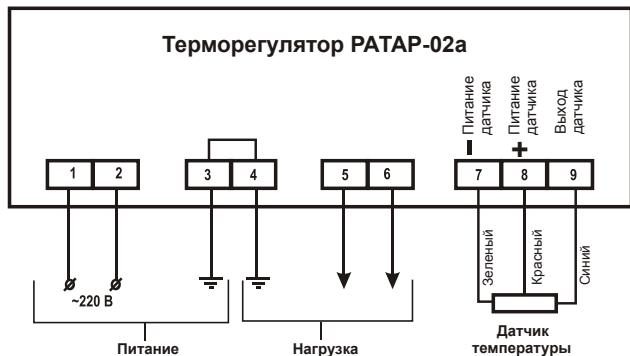 Терморегулятор РАТАР-02а
Питание
датчика
Питание
датчика
Выход
датчика
–
+
1 2 3 4 5 6 7 8 9
Зеленый
Красный
Синий
~220 В
Питание
Нагрузка
Датчик
температуры